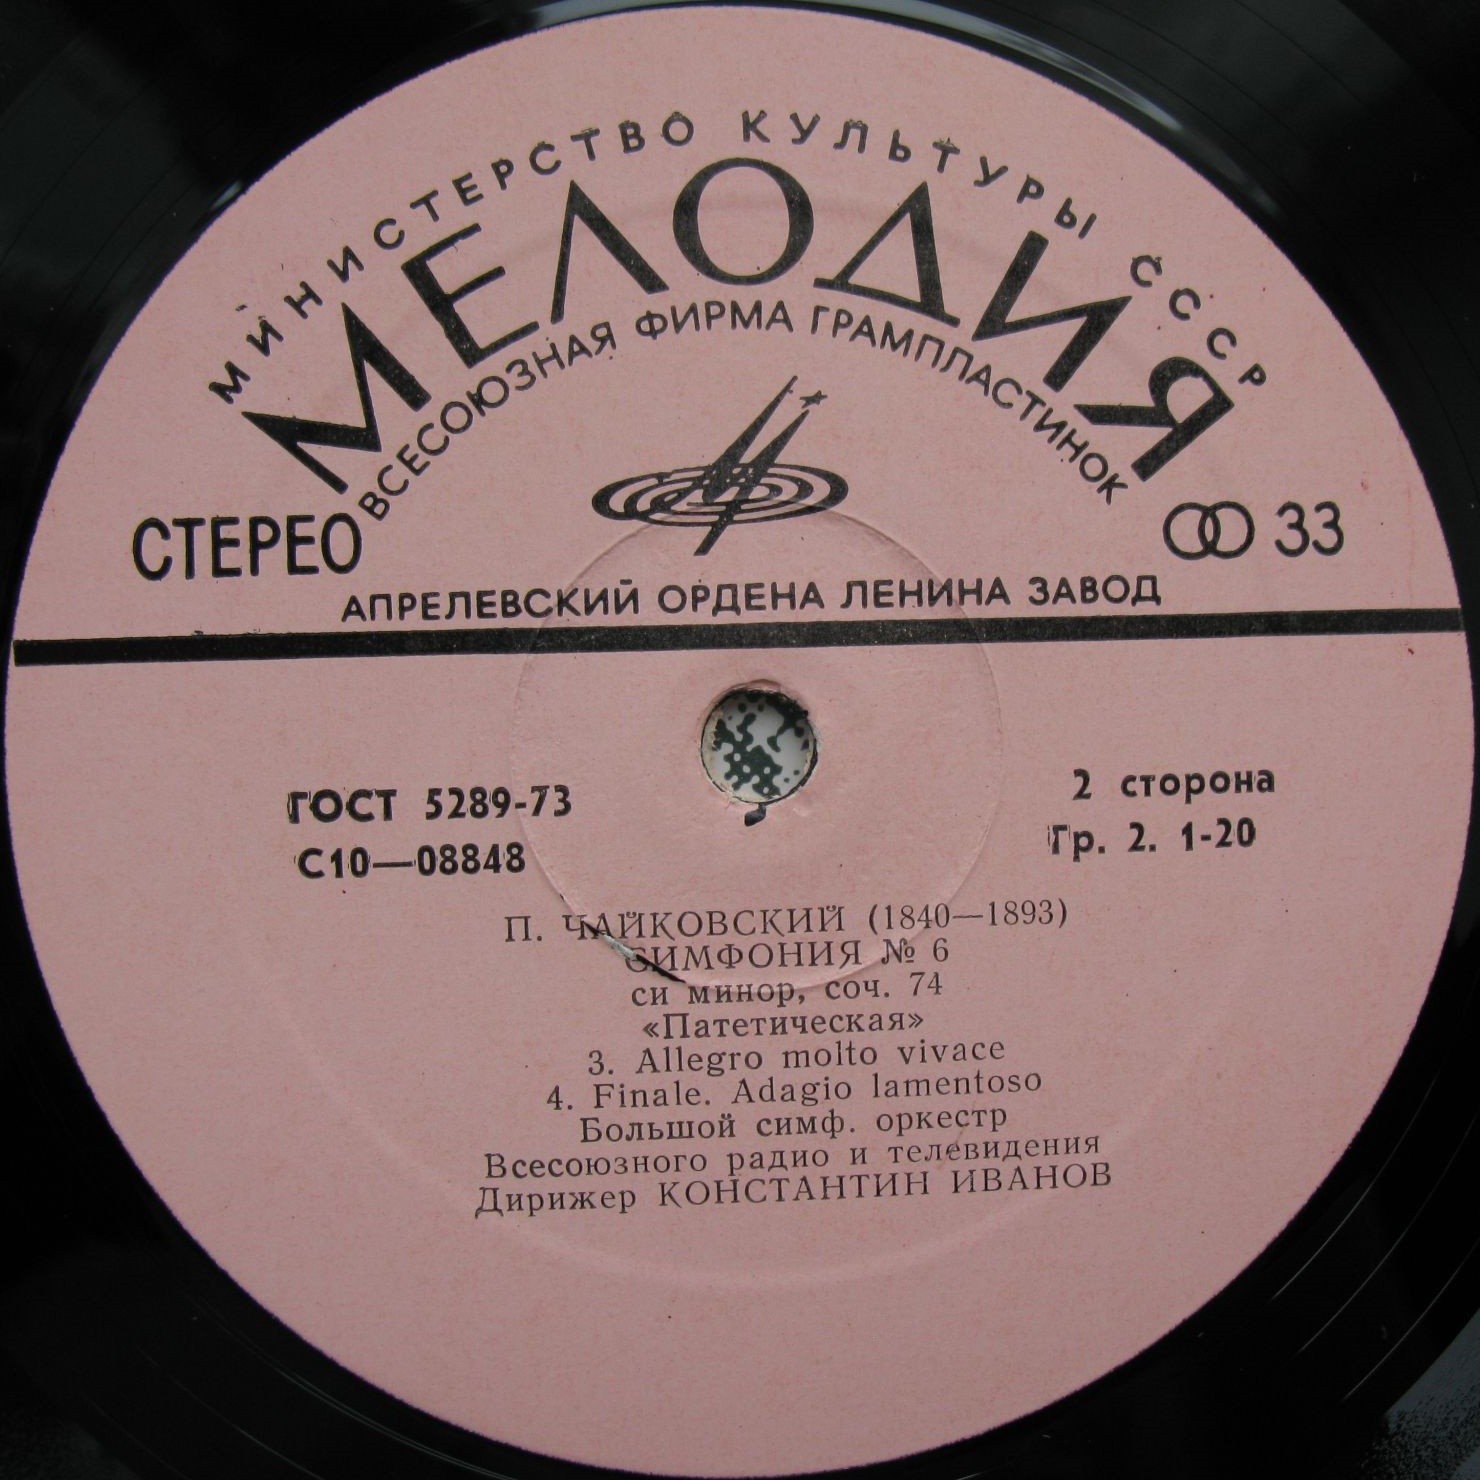 МИНИСТЕРСТВО КУЛЬТУРЫ СССР
МЕЛОДИЯ
ВСЕСОЮЗНАЯ ФИРМА ГРАМПЛАСТИНОК
СТЕРЕО
33
АПРЕЛЕВСКИЙ ОРДЕНА ЛЕНИНА ЗАВОД
ГОСТ 5289-73
2 сторона
С10—08848
Гр. 2. 1-20
П. ЧАЙКОВСКИЙ (1840—1893)
СИМФОНИЯ № 6
си минор, соч. 74
«Патетическая»
3. Allegro molto vivace
4. Finale. Adagio lamentoso
Большой симф. оркестр
Всесоюзного радио и телевидения
Дирижер КОНСТАНТИН ИВАНОВ